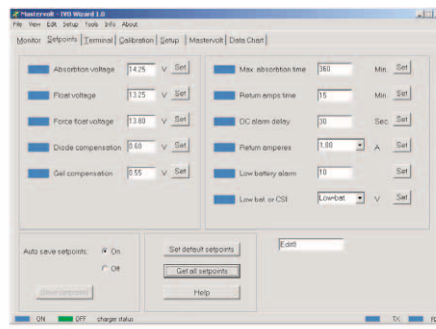 Mastervolt - IVO Wizard 1.0
File View Edit Setup Tools Info About
Monitor Setpoints Terminal Calibration Setup Mastervolt Data Chart
Absorbtion voltage 14.25 V Set
Float voltage 13.25 V Set
Force float voltage 13.80 V Set
Diode compensation 0.60 V Set
Gel compensation 0.55 V Set
Max. absorbtion time 360 Min. Set
Return amps time 15 Min. Set
DC alarm delay 30 Sec. Set
Return amperes 1,00 A Set
Low battery alarm 10 Set
Low bat. or CSI Low-bat. V Set
Auto save setpoints: On
Off
Save setpoints
Set default setpoints
Get all setpoints
Help
Edit8
ON OFF charger status TX: